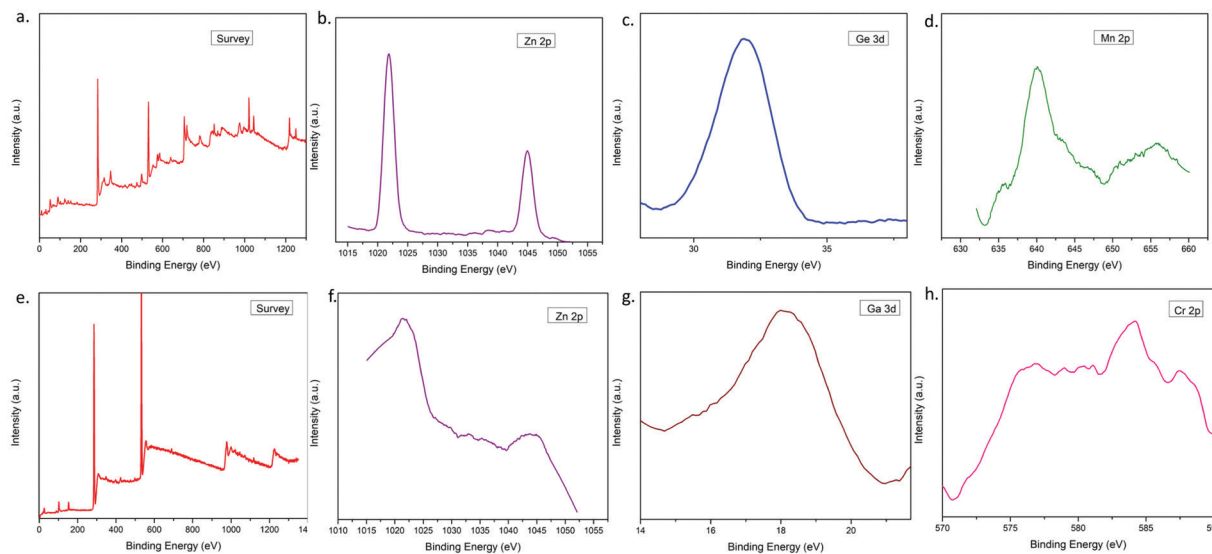 a.
Survey
Intensity (a.u.)
0 200 400 600 800 1000 1200
Binding Energy (eV)
b.
Zn 2p
Intensity (a.u.)
1015 1020 1025 1030 1035 1040 1045 1050 1055
Binding Energy (eV)
c.
Ge 3d
Intensity (a.u.)
30 35
Binding Energy (eV)
d.
Mn 2p
Intensity (a.u.)
630 635 640 645 650 655 660
Binding Energy (eV)
e.
Survey
Intensity (a.u.)
0 200 400 600 800 1000 1200 14
Binding Energy (eV)
f.
Zn 2p
Intensity (a.u.)
1010 1015 1020 1025 1030 1035 1040 1045 1050 1055
Binding Energy (eV)
g.
Ga 3d
Intensity (a.u.)
14 16 18 20
Binding Energy (eV)
h.
Cr 2p
Intensity (a.u.)
570 575 580 585 59
Binding Energy (eV)